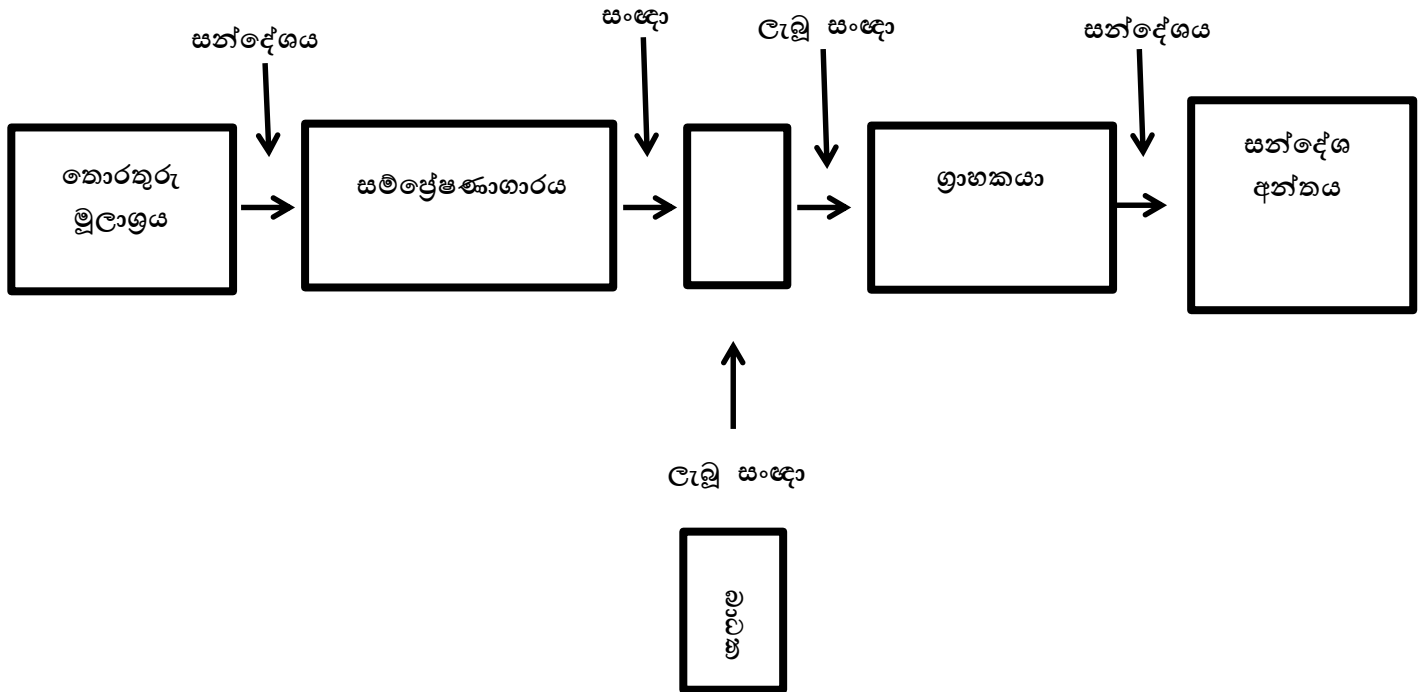 සන්දේශය
සංඥා
ලැබූ සංඥා
සන්දේශය
තොරතුරු
මූලාශ්‍රය
සම්ප්‍රේෂණාගාරය
ග්‍රාහකයා
සන්දේශ
අන්තය
ලැබූ සංඥා